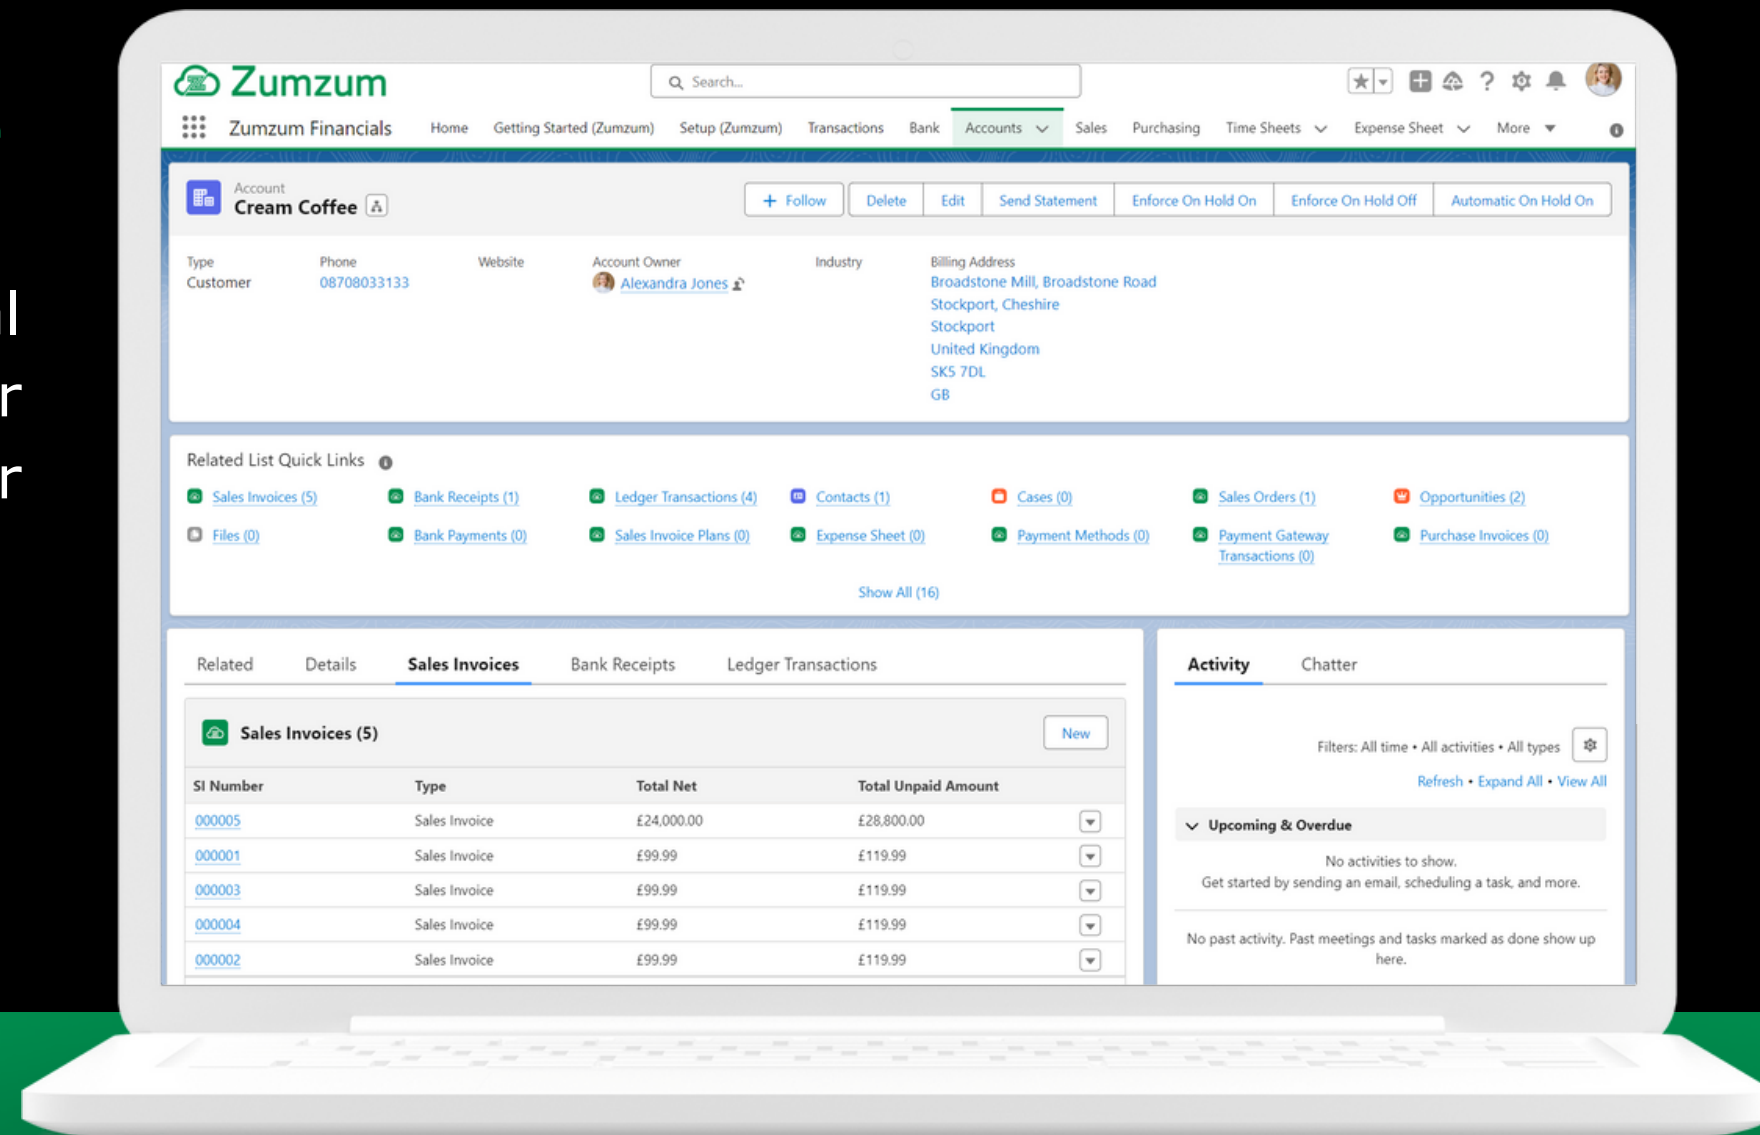 Zumzum
Search...
Zumzum Financials Home Getting Started (Zumzum) Setup (Zumzum) Transactions Bank Accounts Sales Purchasing Time Sheets Expense Sheet More
Account
Cream Coffee
+ Follow Delete Edit Send Statement Enforce On Hold On Enforce On Hold Off Automatic On Hold On
Type Phone Website Account Owner Industry Billing Address
Customer 08708033133 Alexandra Jones Broadstone Mill, Broadstone Road
Stockport, Cheshire
Stockport
United Kingdom
SK5 7DL
GB
al
r
r
Related List Quick Links
Sales Invoices (5) Bank Receipts (1) Ledger Transactions (4) Contacts (1) Cases (0) Sales Orders (1) Opportunities (2)
Files (0) Bank Payments (0) Sales Invoice Plans (0) Expense Sheet (0) Payment Methods (0) Payment Gateway Transactions (0) Purchase Invoices (0)
Show All (16)
Related Details Sales Invoices Bank Receipts Ledger Transactions
Sales Invoices (5) New
SI Number Type Total Net Total Unpaid Amount
000005 Sales Invoice £24,000.00 £28,800.00
000001 Sales Invoice £99.99 £119.99
000003 Sales Invoice £99.99 £119.99
000004 Sales Invoice £99.99 £119.99
000002 Sales Invoice £99.99 £119.99
Activity Chatter
Filters: All time • All activities • All types
Refresh • Expand All • View All
Upcoming & Overdue
No activities to show.
Get started by sending an email, scheduling a task, and more.
No past activity. Past meetings and tasks marked as done show up
here.